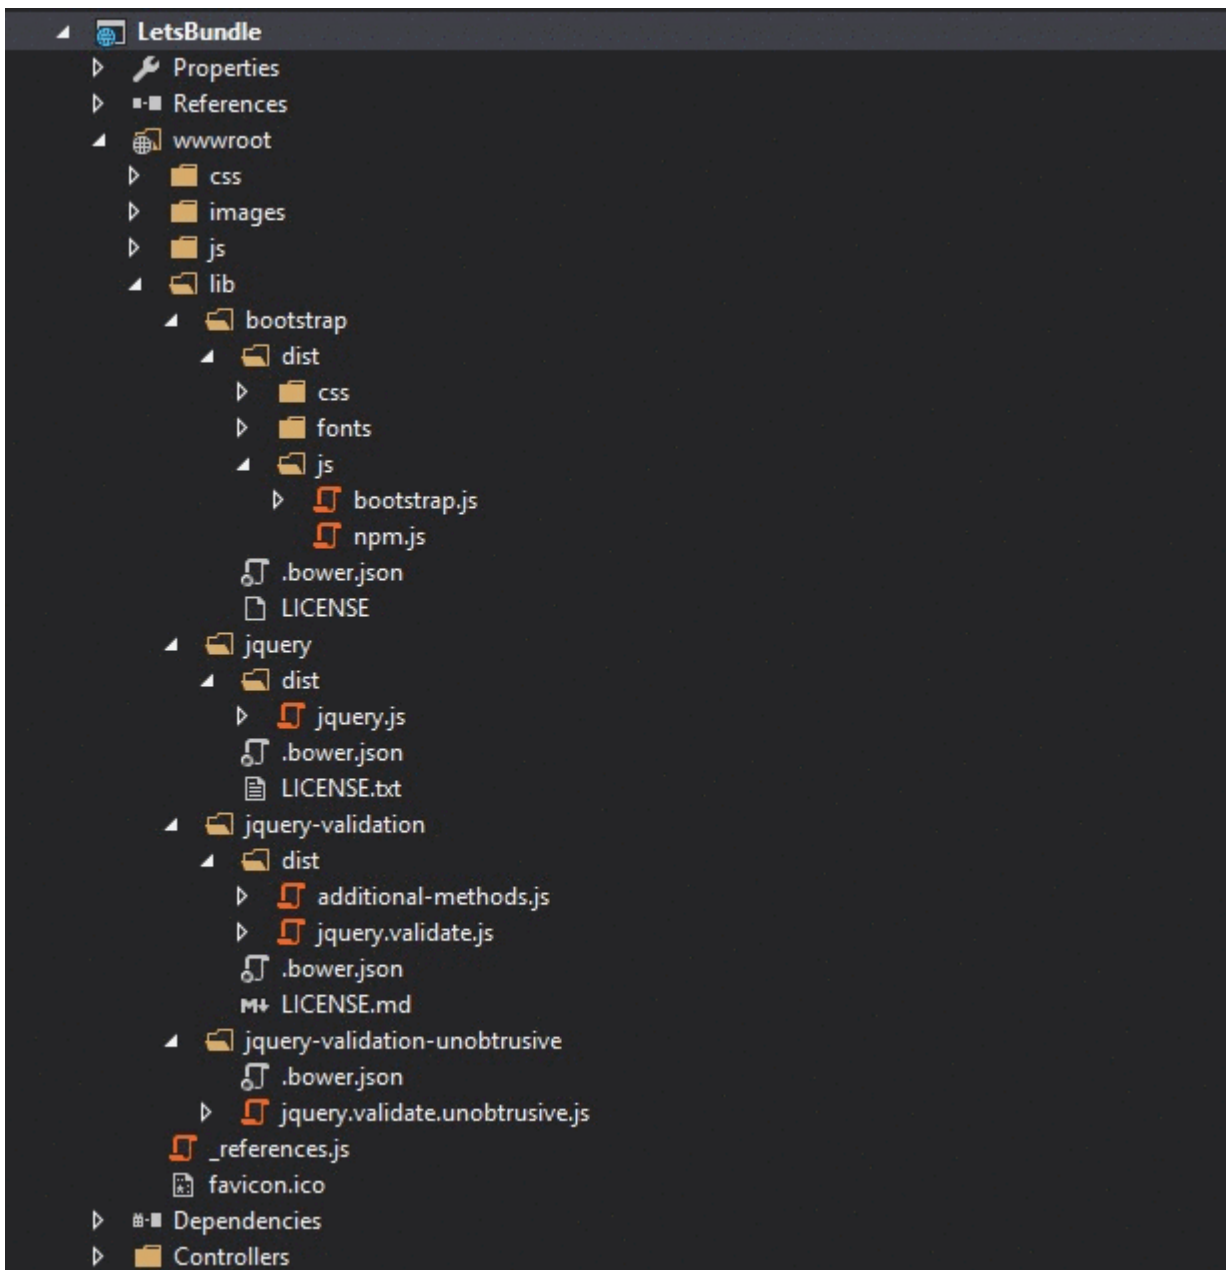 LetsBundle
Properties
References
wwwroot
css
images
js
lib
bootstrap
dist
css
fonts
js
bootstrap.js
npm.js
.bower.json
LICENSE
jquery
dist
jquery.js
.bower.json
LICENSE.txt
jquery-validation
dist
additional-methods.js
jquery.validate.js
.bower.json
M LICENSE.md
jquery-validation-unobtrusive
.bower.json
jquery.validate.unobtrusive.js
_references.js
favicon.ico
Dependencies
Controllers